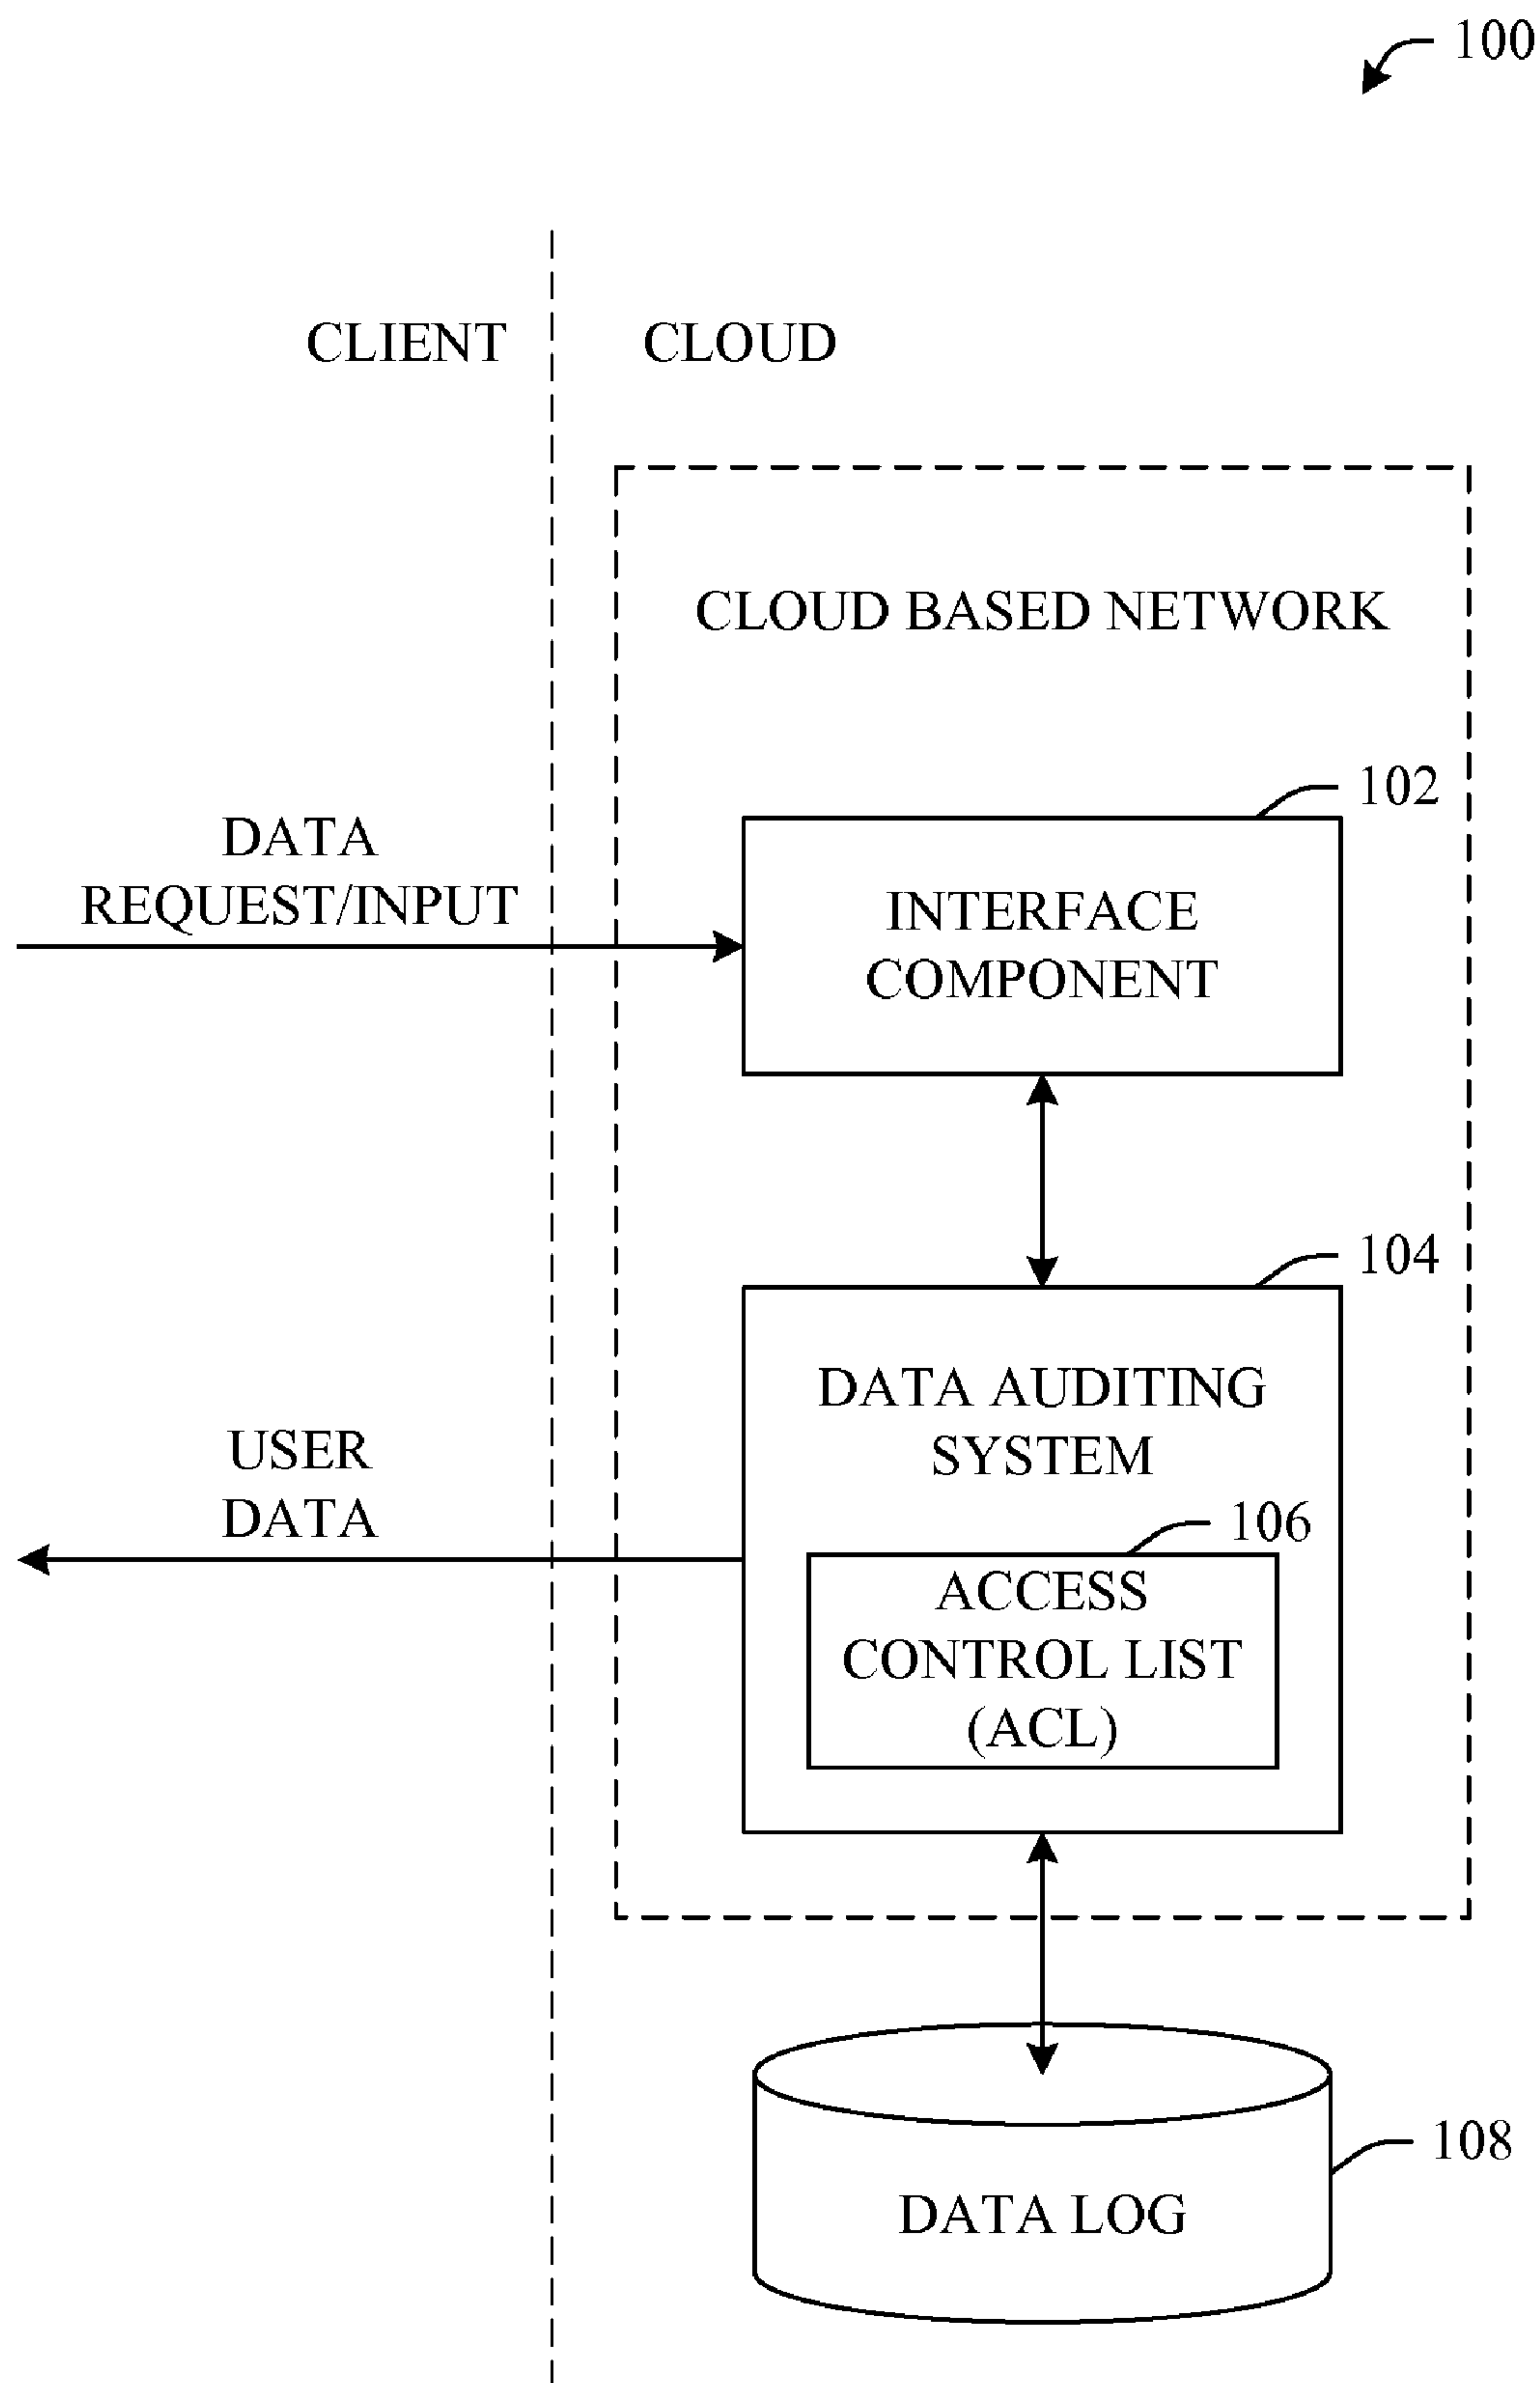 100
CLIENT
CLOUD
CLOUD BASED NETWORK
102
DATA
REQUEST/INPUT
INTERFACE
COMPONENT
104
DATA AUDITING
SYSTEM
USER
DATA
106
ACCESS
CONTROL LIST
(ACL)
108
DATA LOG